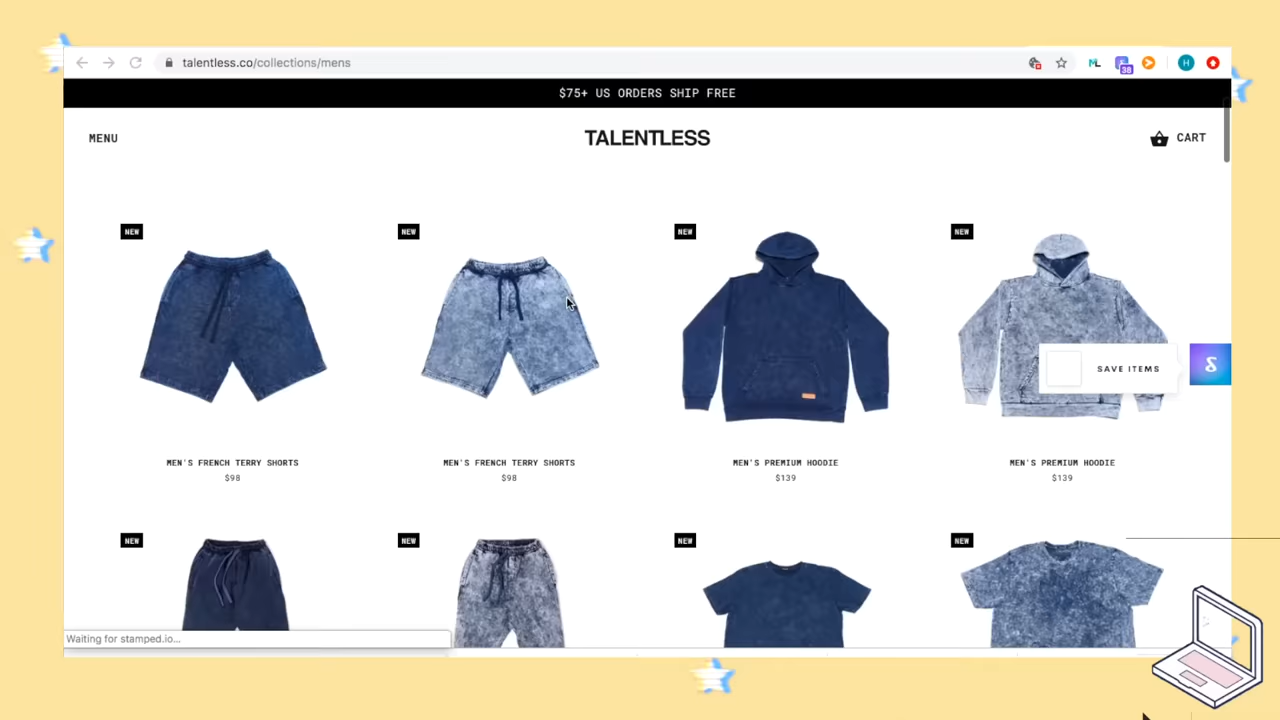 talentless.co/collections/mens
ML
38
H
$75+ US ORDERS SHIP FREE
MENU
TALENTLESS
CART
NEW
NEW
NEW
NEW
SAVE ITEMS
MEN'S FRENCH TERRY SHORTS
$98
MEN'S FRENCH TERRY SHORTS
$98
MEN'S PREMIUM HOODIE
$139
MEN'S PREMIUM HOODIE
$139
NEW
NEW
NEW
NEW
Waiting for stamped.io...